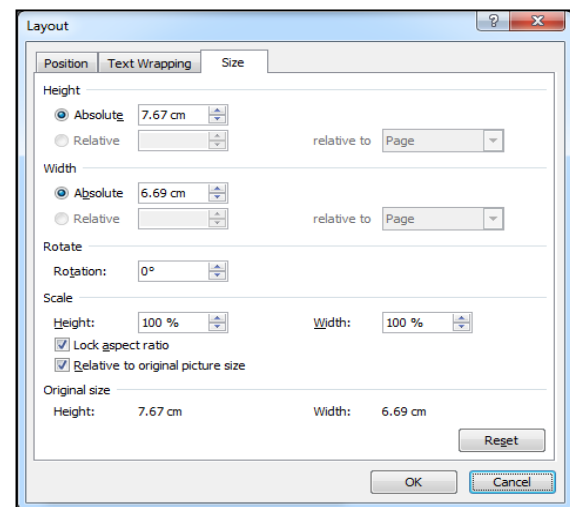 Layout
?
X
Position Text Wrapping Size
Height
Absolute 7.67 cm
Relative relative to Page
Width
Absolute 6.69 cm
Relative relative to Page
Rotate
Rotation: 0°
Scale
Height: 100 % Width: 100 %
Lock aspect ratio
Relative to original picture size
Original size
Height: 7.67 cm Width: 6.69 cm
Reset
OK Cancel